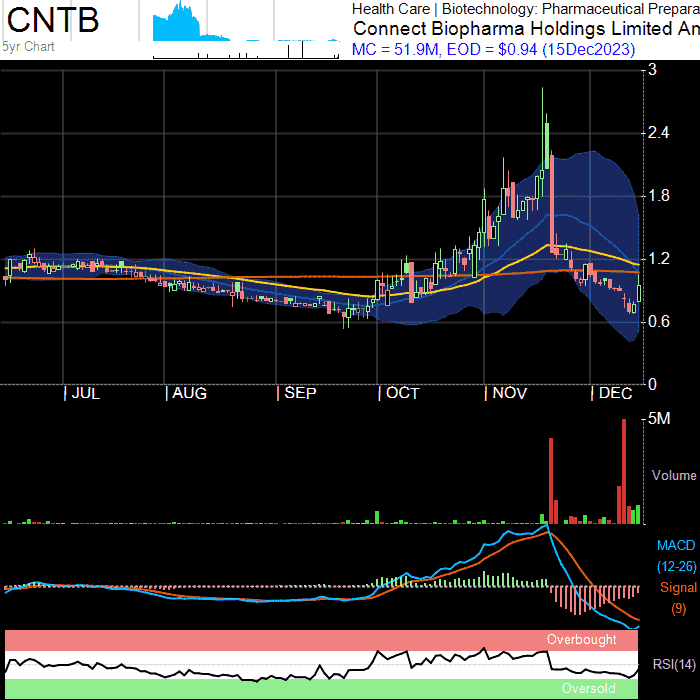 CNTB
5yr Chart
Health Care | Biotechnology: Pharmaceutical Prepara
Connect Biopharma Holdings Limited An
MC = 51.9M, EOD = $0.94 (15Dec2023)
3
2.4
1.8
1.2
0.6
0
| JUL | AUG | SEP | OCT | NOV | DEC
5M
Volume
MACD
(12-26)
Signal
(9)
Overbought
RSI(14)
Oversold